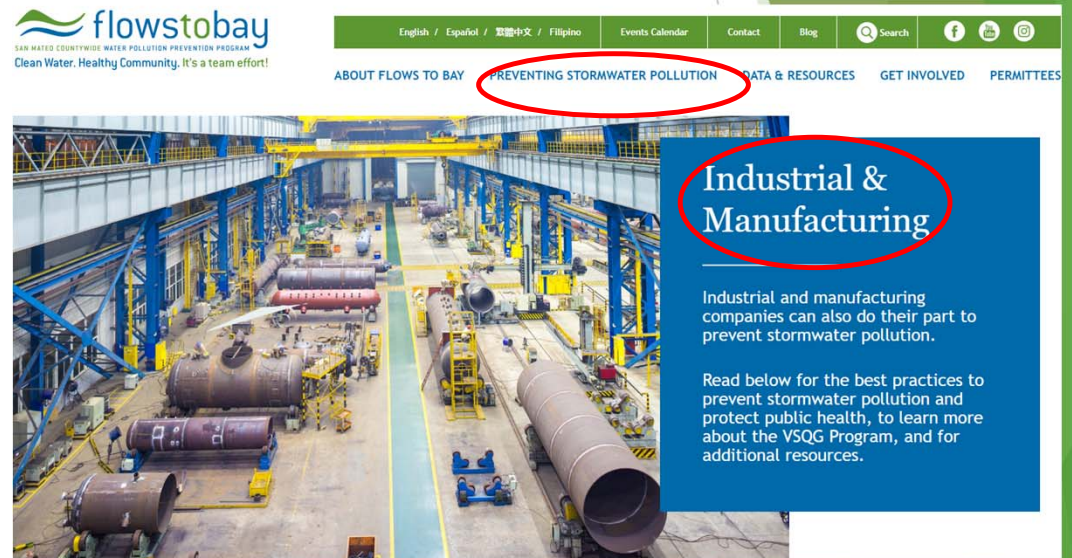 flowstobay
SAN MATEO COUNTYWIDE WATER POLLUTION PREVENTION PROGRAM
Clean Water. Healthy Community. It's a team effort!
English / Español / 繁體中文 / Filipino
Events Calendar
Contact
Blog
Search
f
You Tube
ABOUT FLOWS TO BAY
PREVENTING STORMWATER POLLUTION
DATA & RESOURCES
GET INVOLVED
PERMITTEES
Industrial &
Manufacturing
Industrial and manufacturing
companies can also do their part to
prevent stormwater pollution.
Read below for the best practices to
prevent stormwater pollution and
protect public health, to learn more
about the VSQG Program, and for
additional resources.